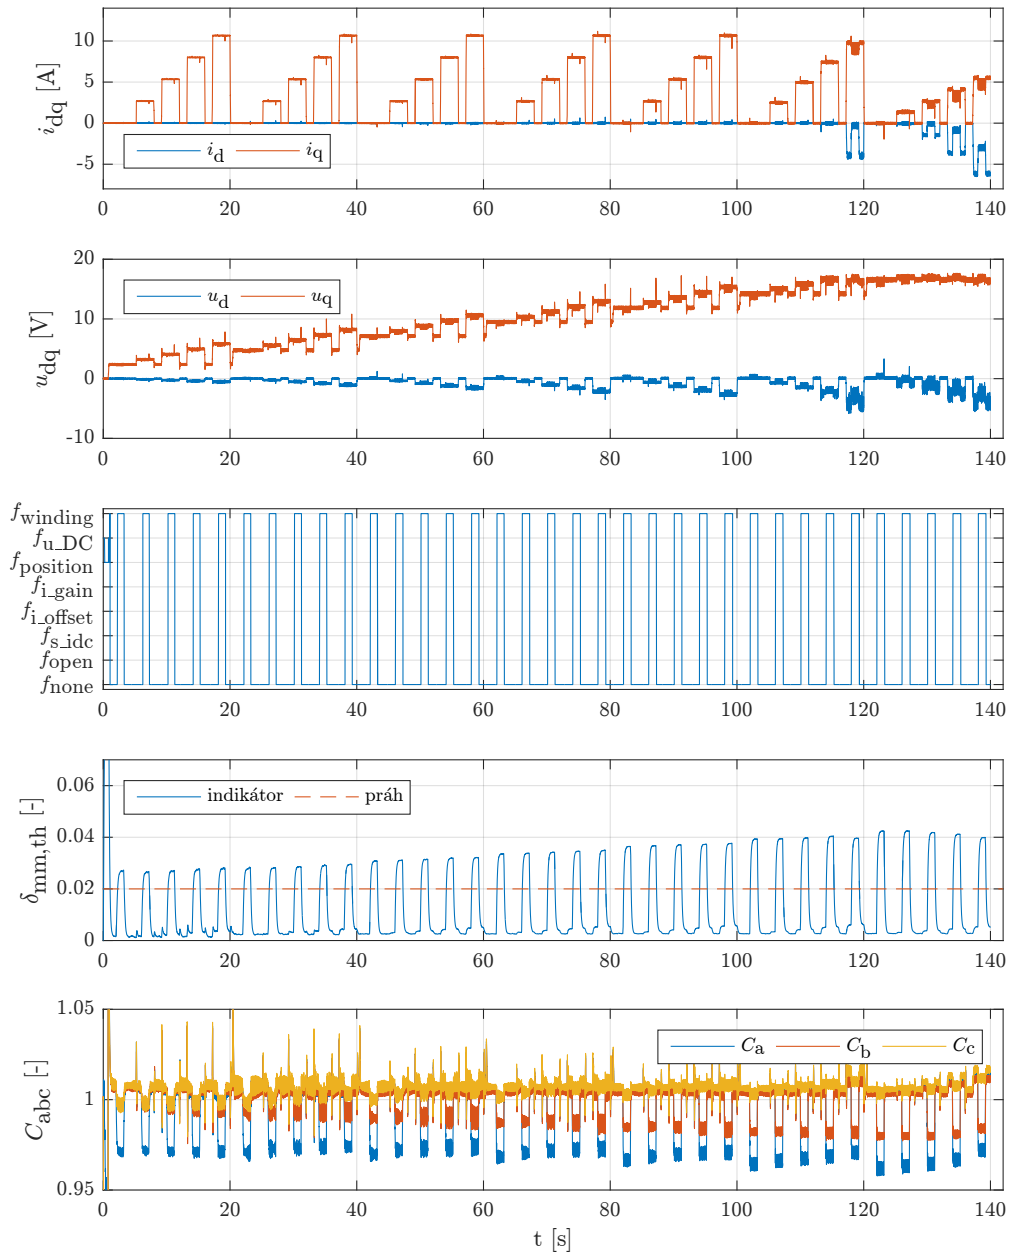 10
5
0
-5
i_dq [A]
i_d i_q
0 20 40 60 80 100 120 140
20
10
0
-10
u_dq [V]
u_d u_q
0 20 40 60 80 100 120 140
f_winding
f_u_DC
f_position
f_i_gain
f_i_offset
f_s_idc
f_open
f_none
0 20 40 60 80 100 120 140
0.06
0.04
0.02
0
δ_mm,th [-]
indikátor práh
0 20 40 60 80 100 120 140
1.05
1
0.95
C_abc [-]
C_a C_b C_c
0 20 40 60 80 100 120 140
t [s]